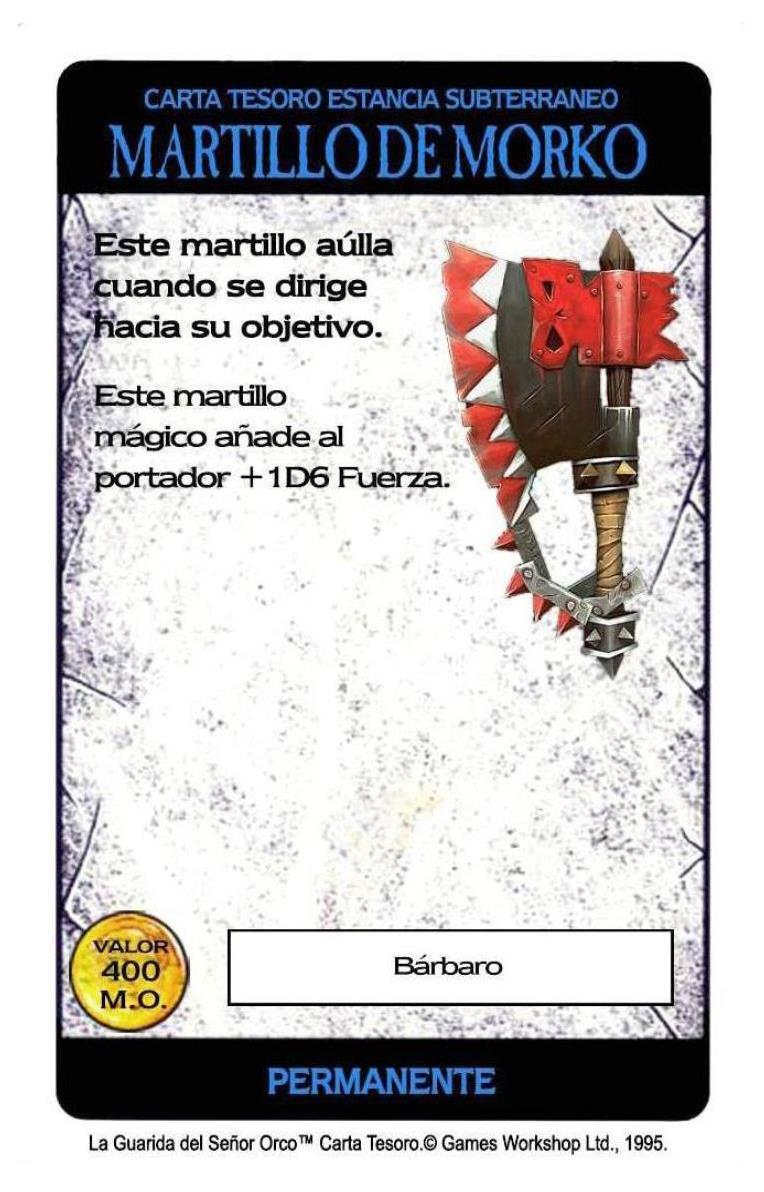 CARTA TESORO ESTANCIA SUBTERRANEO
MARTILLO DE MORKO
Este martillo aúlla
cuando se dirige
hacia su objetivo.
Este martillo
mágico añade al
portador +1D6 Fuerza.
VALOR
400
M.O.
Bárbaro
PERMANENTE
La Guarida del Señor Orco™ Carta Tesoro.© Games Workshop Ltd., 1995.